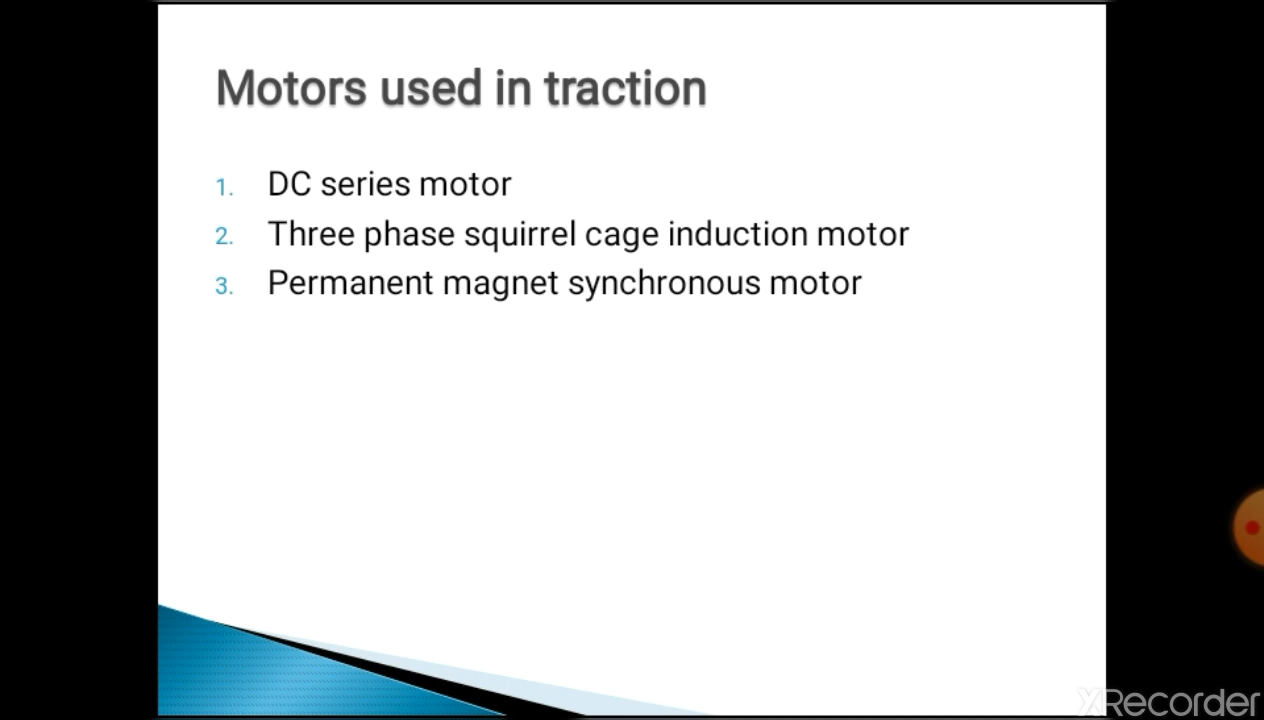 Motors used in traction
1. DC series motor
2. Three phase squirrel cage induction motor
3. Permanent magnet synchronous motor
XRecorder